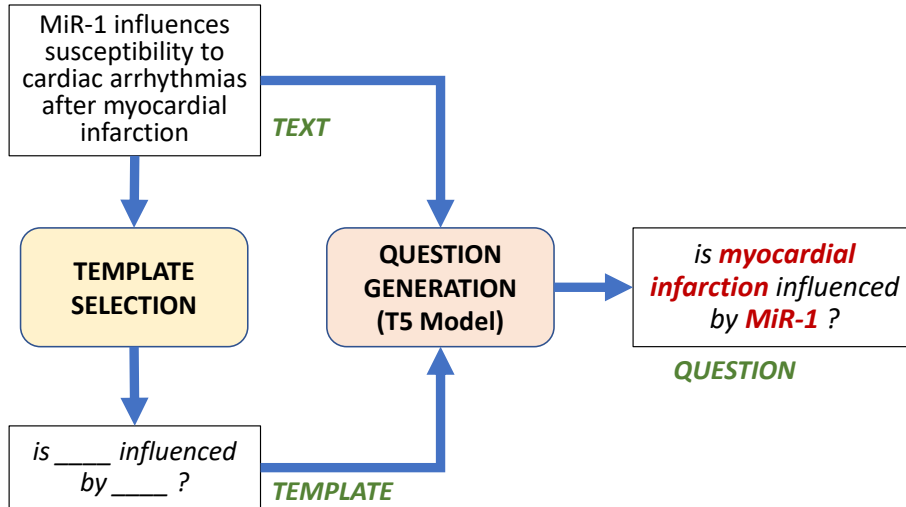 MiR-1 influences
susceptibility to
cardiac arrhythmias
after myocardial
infarction
TEXT
TEMPLATE
SELECTION
QUESTION
GENERATION
(T5 Model)
is myocardial
infarction influenced
by MiR-1 ?
QUESTION
is ____ influenced
by ____ ?
TEMPLATE